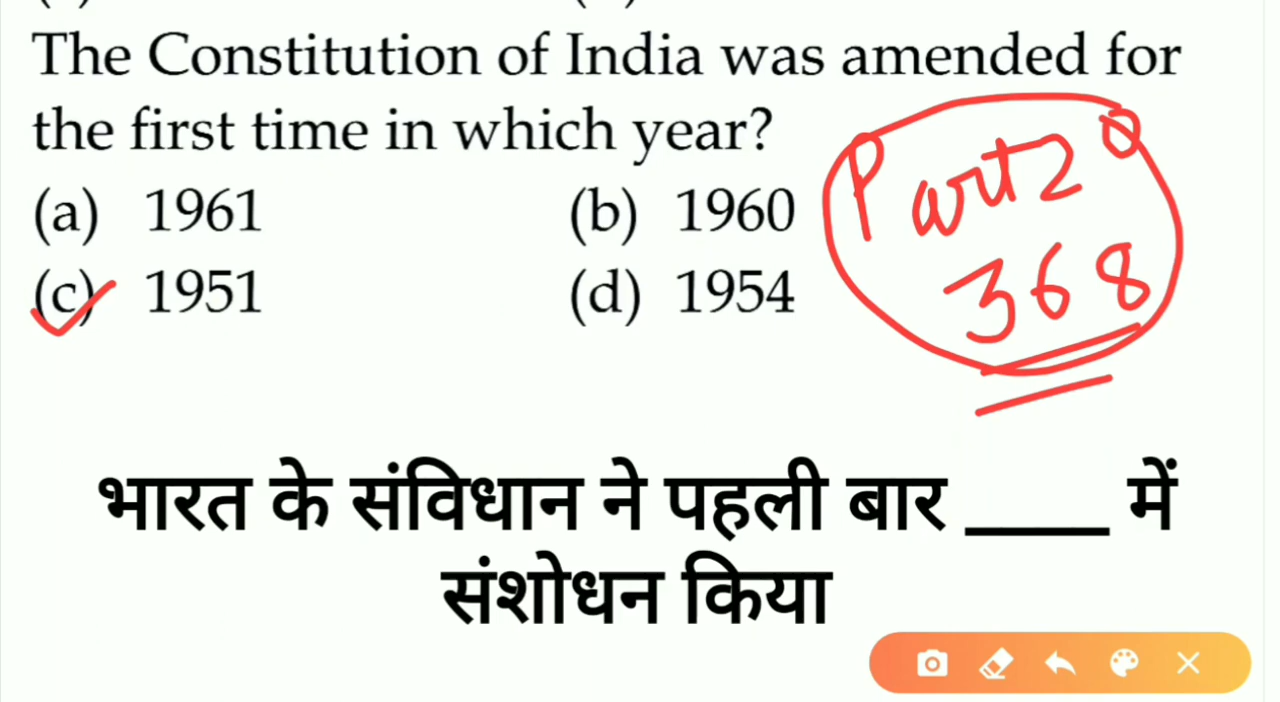 The Constitution of India was amended for
the first time in which year?
(a) 1961 (b) 1960
(c) 1951 (d) 1954
Part 20
368
भारत के संविधान ने पहली बार ____ में
संशोधन किया